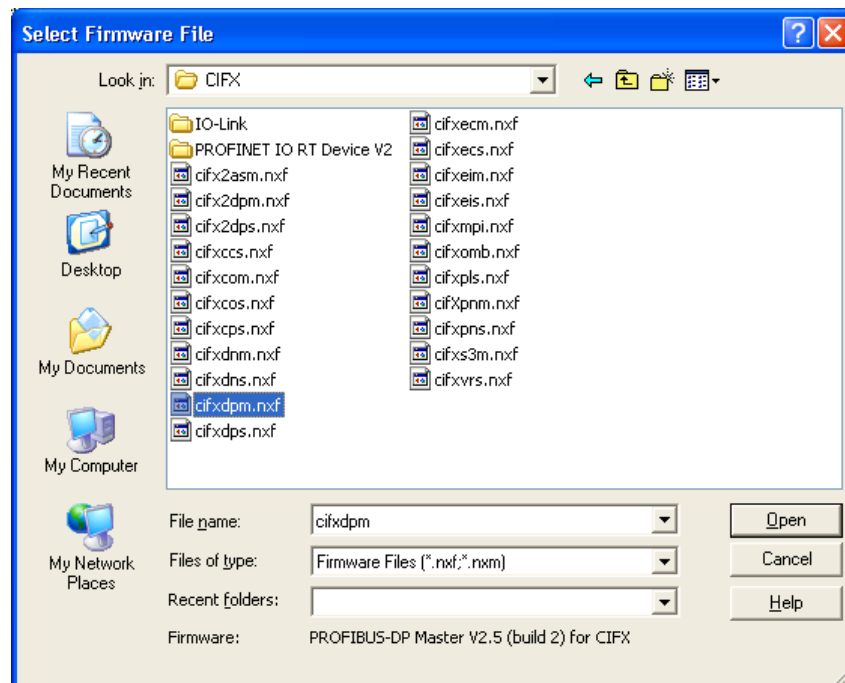 Select Firmware File
Look in:
CIFX
My Recent
Documents
Desktop
My Documents
My Computer
My Network
Places
IO-Link
PROFINET IO RT Device V2
cifx2asm.nxf
cifx2dpm.nxf
cifx2dps.nxf
cifxccs.nxf
cifxcom.nxf
cifxcos.nxf
cifxcps.nxf
cifxdnm.nxf
cifxdns.nxf
cifxdpm.nxf
cifxdps.nxf
cifxecm.nxf
cifxecs.nxf
cifxeim.nxf
cifxeis.nxf
cifxmpi.nxf
cifxomb.nxf
cifxpls.nxf
cifXpnm.nxf
cifxpns.nxf
cifxs3m.nxf
cifxvrs.nxf
File name:
cifxdpm
Open
Files of type:
Firmware Files (*.nxf;*.nxm)
Cancel
Recent folders:
Help
Firmware:
PROFIBUS-DP Master V2.5 (build 2) for CIFX